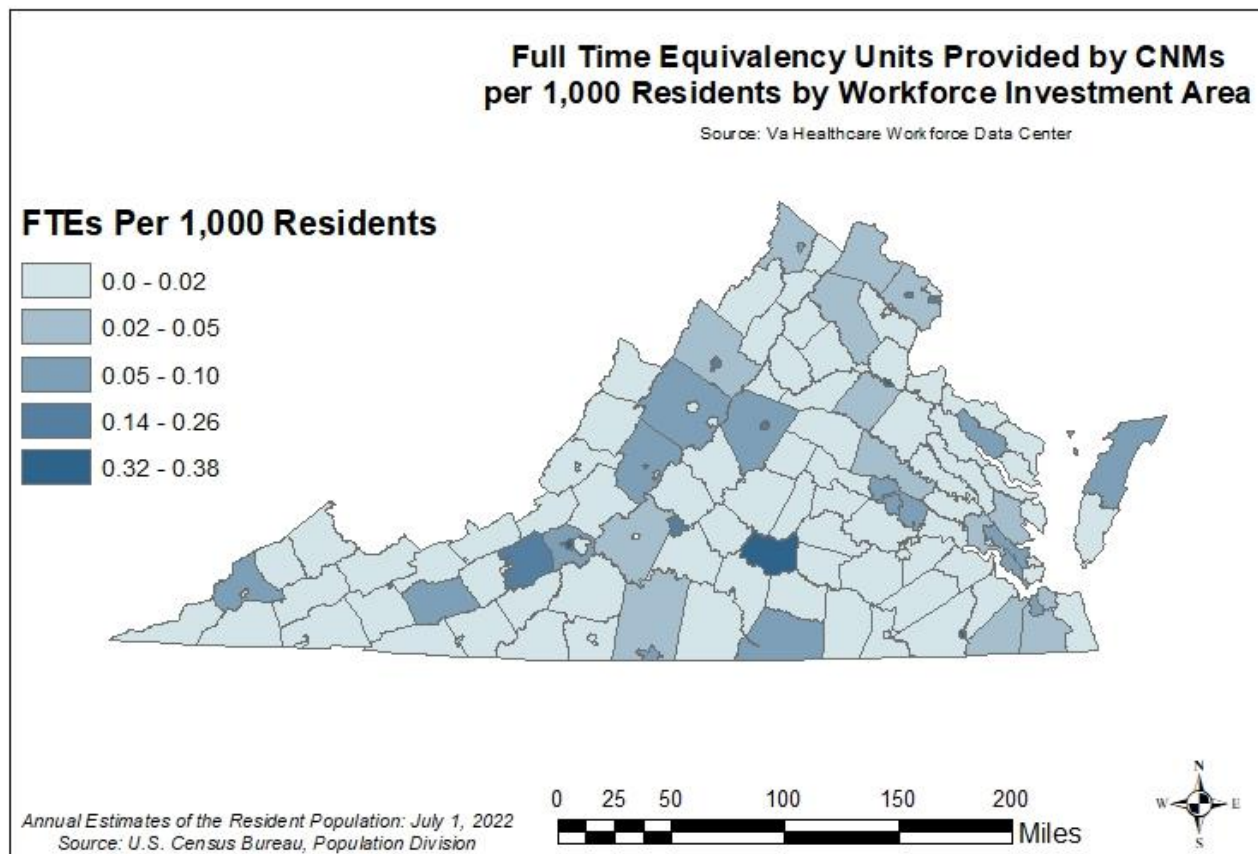 Full Time Equivalency Units Provided by CNMs
per 1,000 Residents by Workforce Investment Area
Source: Va Healthcare Workforce Data Center
FTEs Per 1,000 Residents
0.0 - 0.02
0.02 - 0.05
0.05 - 0.10
0.14 - 0.26
0.32 - 0.38
Annual Estimates of the Resident Population: July 1, 2022
Source: U.S. Census Bureau, Population Division
0 25 50 100 150 200
Miles
N
W E
S